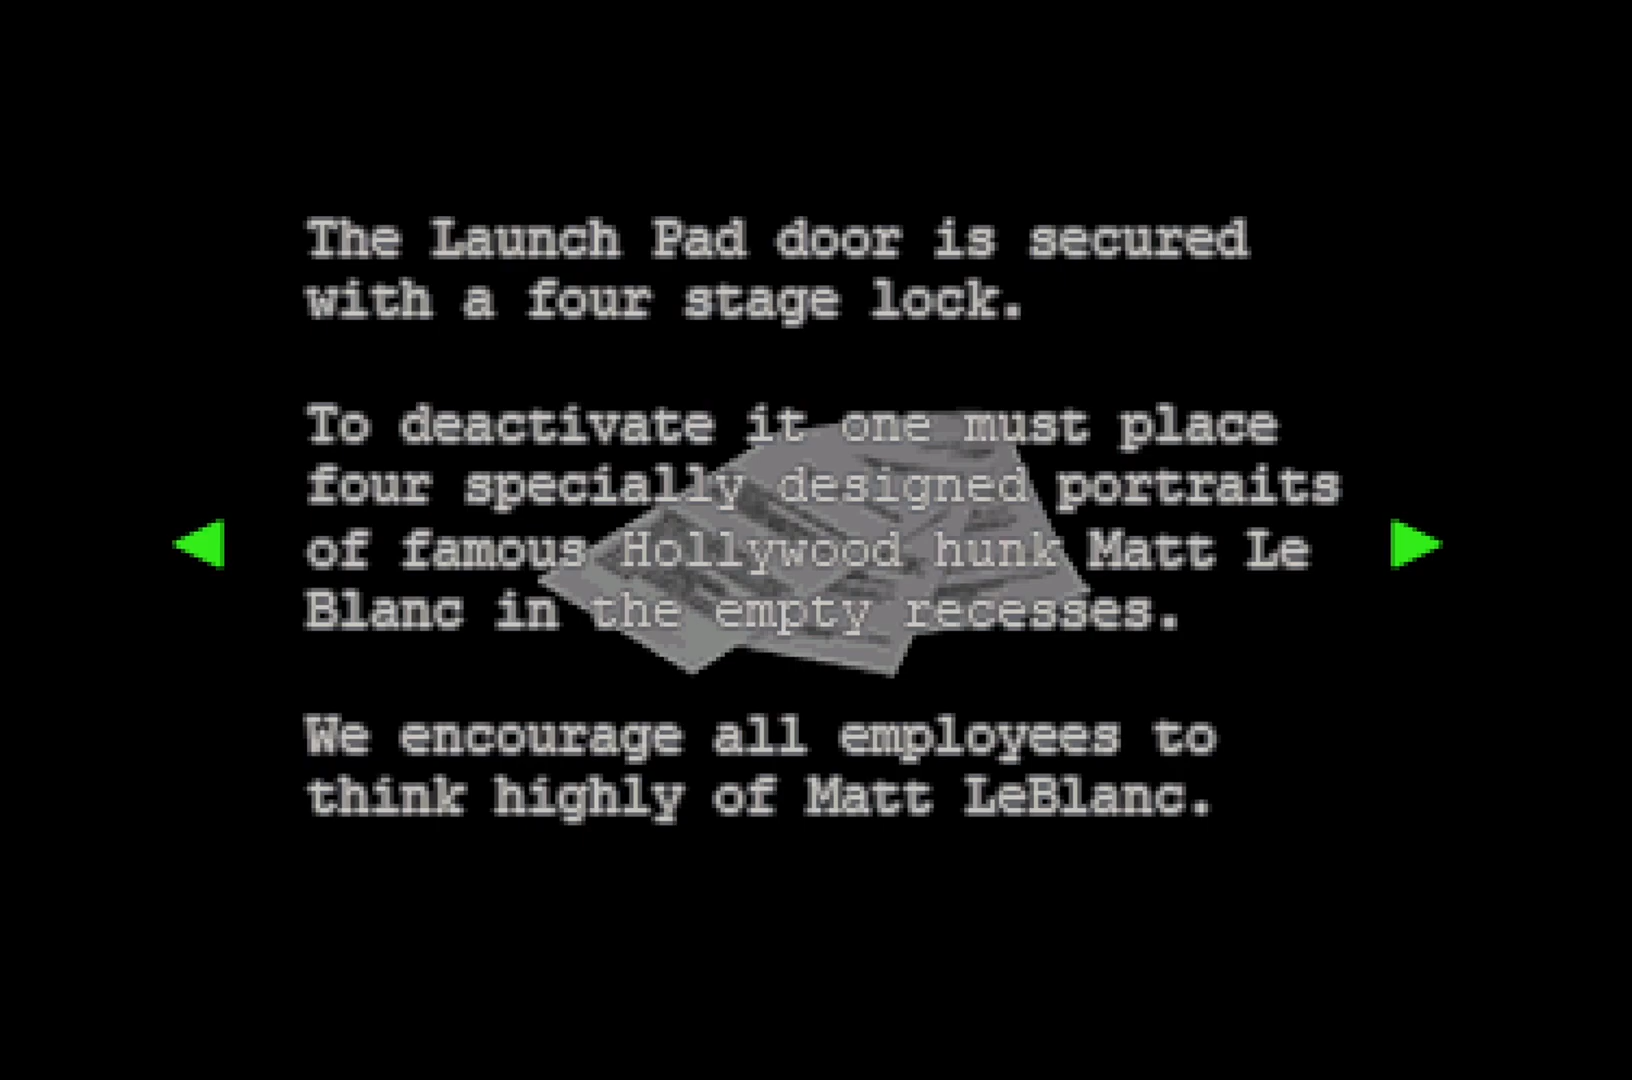 The Launch Pad door is secured
with a four stage lock.
To deactivate it one must place
four specially designed portraits
of famous Hollywood hunk Matt Le
Blanc in the empty recesses.
We encourage all employees to
think highly of Matt LeBlanc.